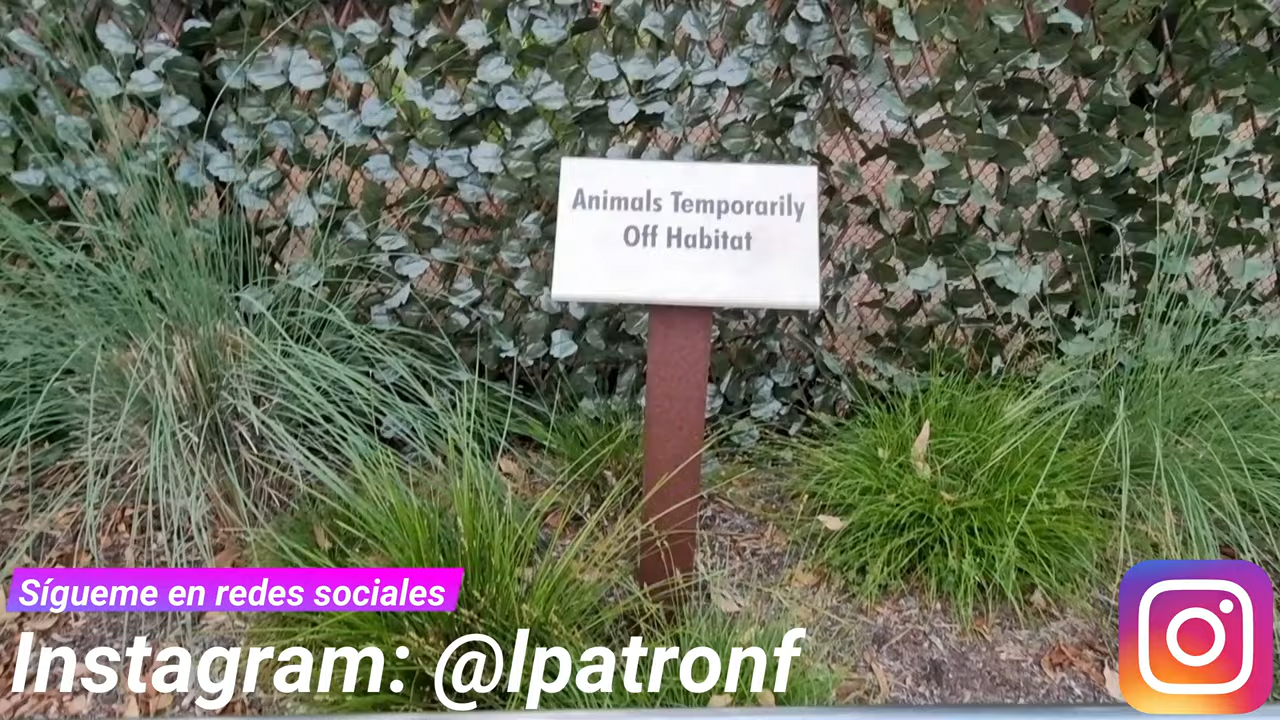 Animals Temporarily
Off Habitat
Sígueme en redes sociales
Instagram: @lpatronf